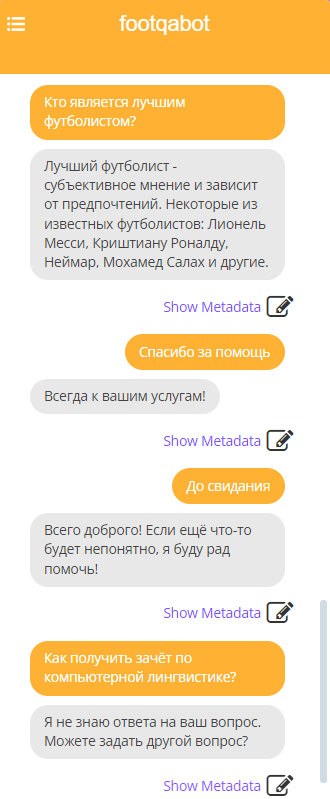 footqabot
Кто является лучшим
футболистом?
Лучший футболист -
субъективное мнение и зависит
от предпочтений. Некоторые из
известных футболистов: Лионель
Месси, Криштиану Роналду,
Неймар, Мохамед Салах и другие.
Show Metadata
Спасибо за помощь
Всегда к вашим услугам!
Show Metadata
До свидания
Всего доброго! Если ещё что-то
будет непонятно, я буду рад
помочь!
Show Metadata
Как получить зачёт по
компьютерной лингвистике?
Я не знаю ответа на ваш вопрос.
Можете задать другой вопрос?
Show Metadata